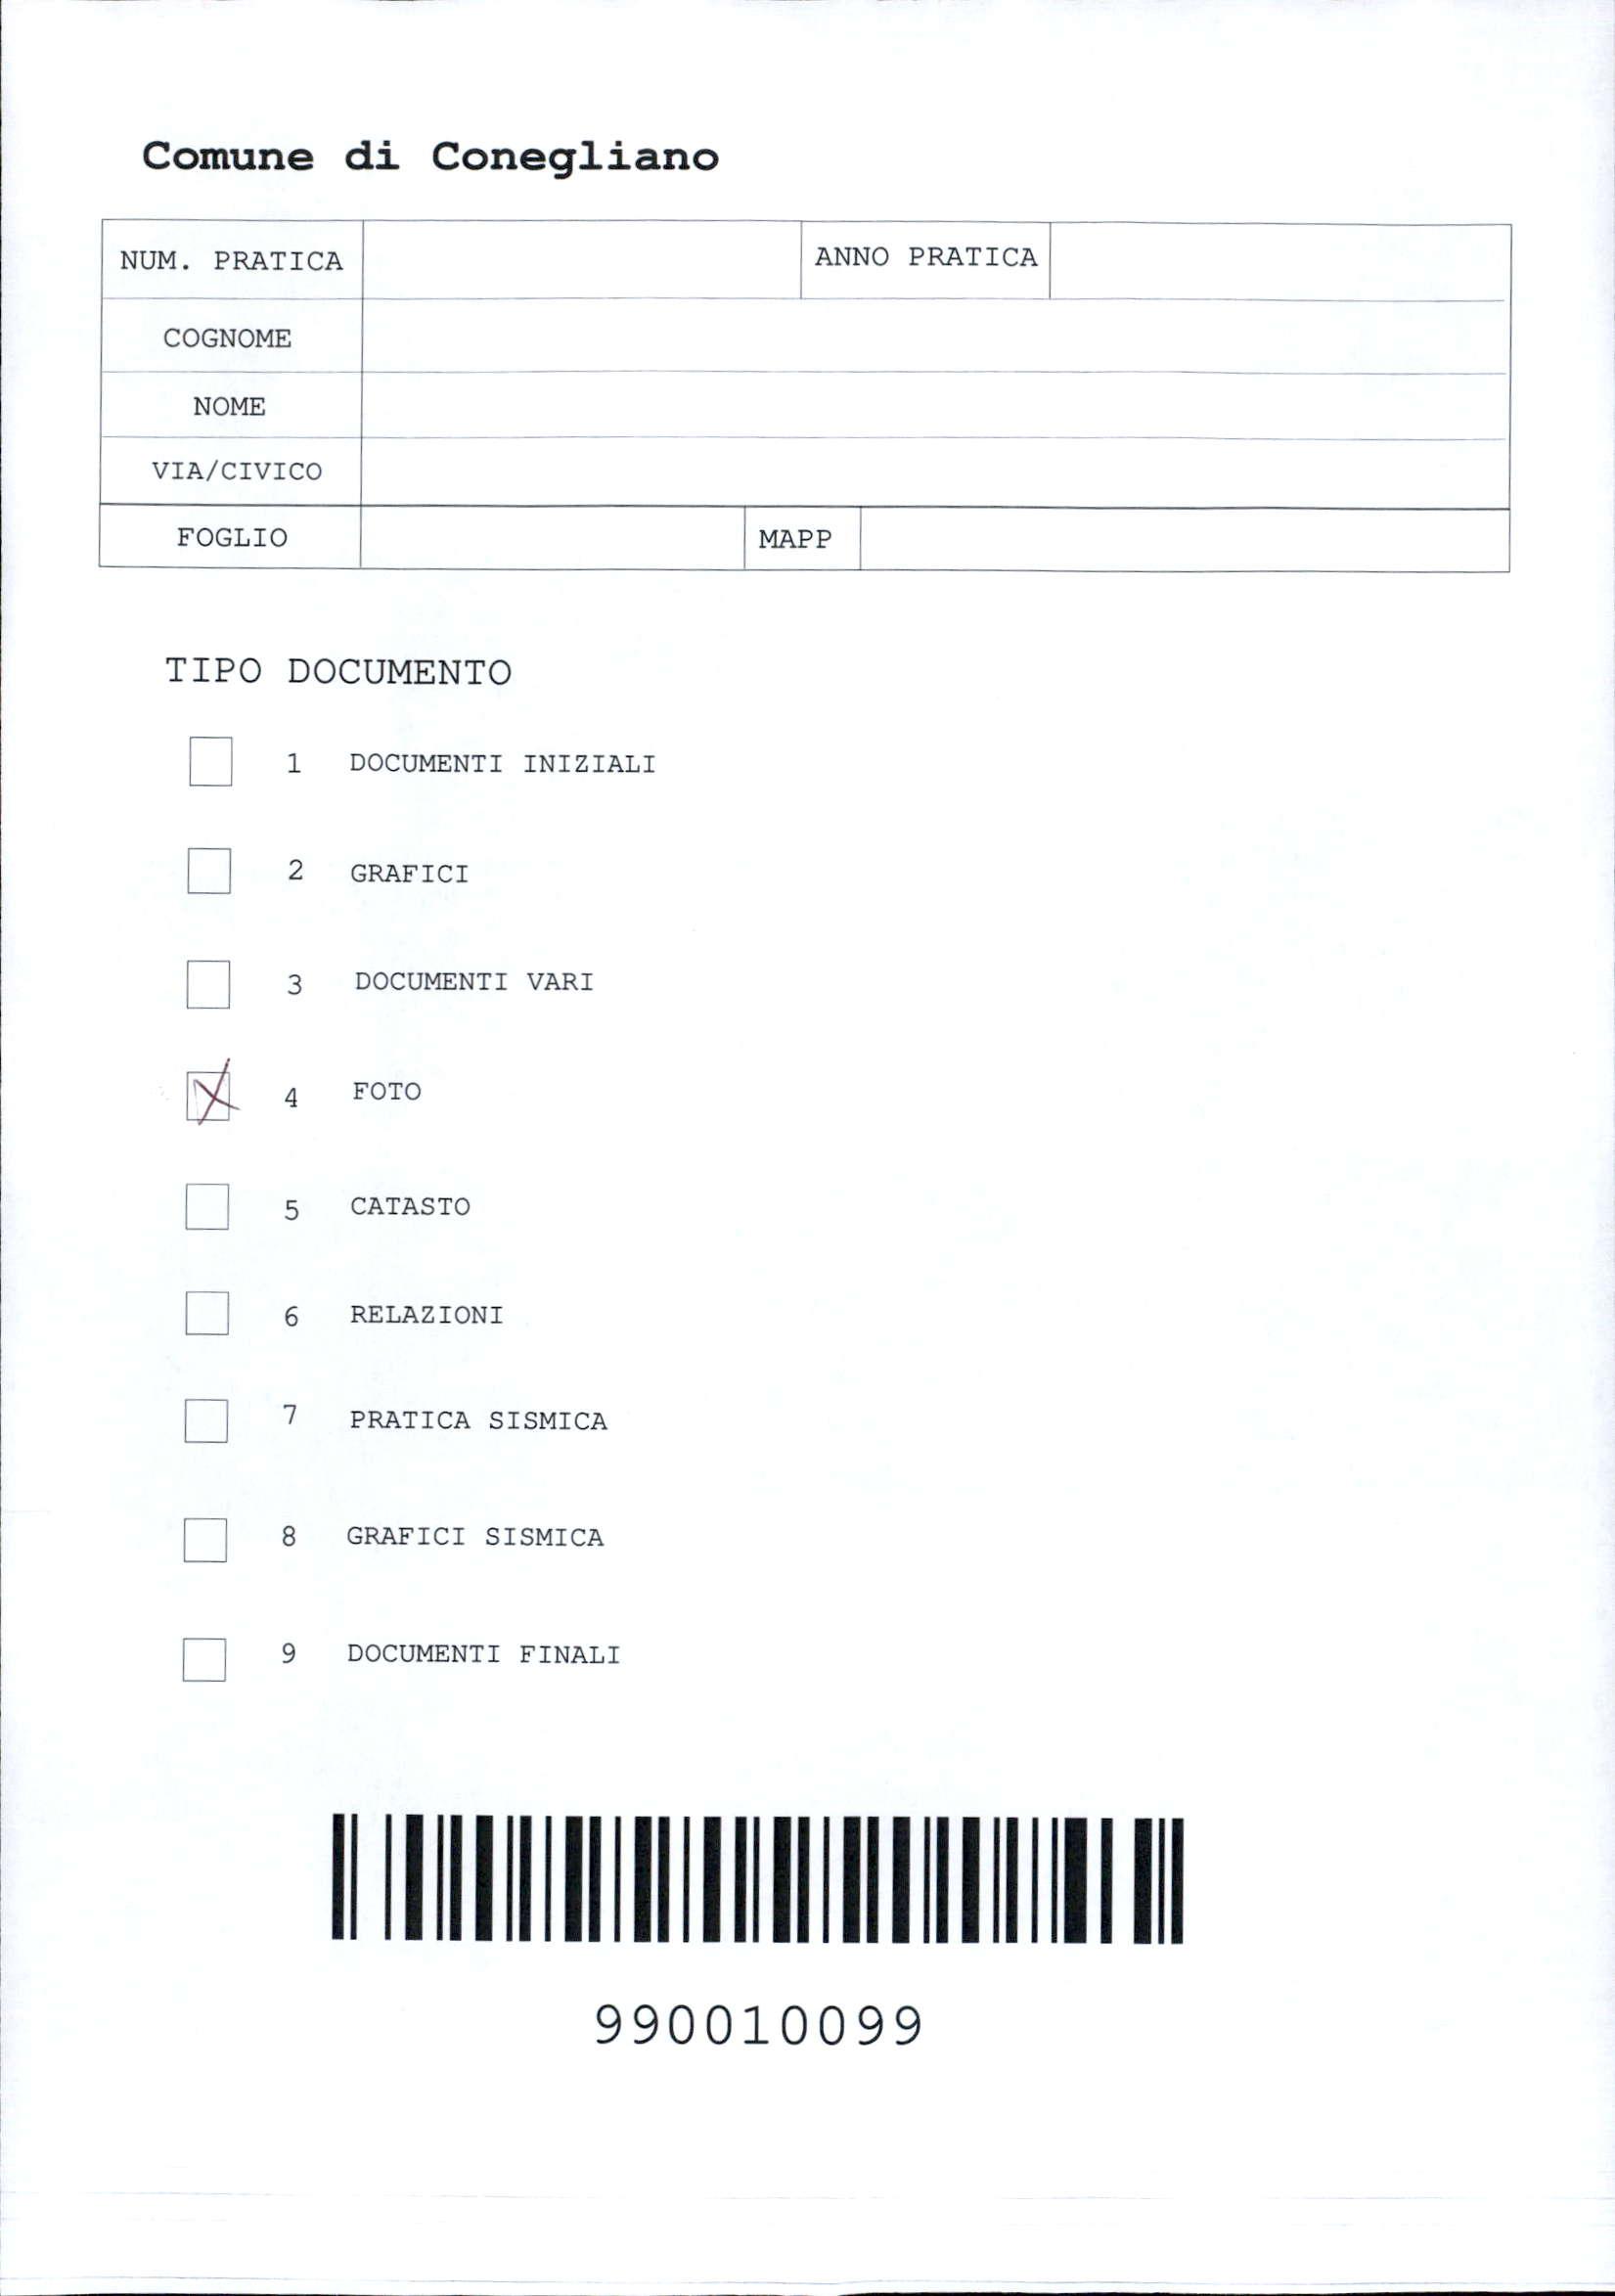 Comune di Conegliano
NUM. PRATICA ANNO PRATICA
COGNOME
NOME
VIA/CIVICO
FOGLIO MAPP
TIPO DOCUMENTO
1 DOCUMENTI INIZIALI
2 GRAFICI
3 DOCUMENTI VARI
4 FOTO
5 CATASTO
6 RELAZIONI
7 PRATICA SISMICA
8 GRAFICI SISMICA
9 DOCUMENTI FINALI
990010099